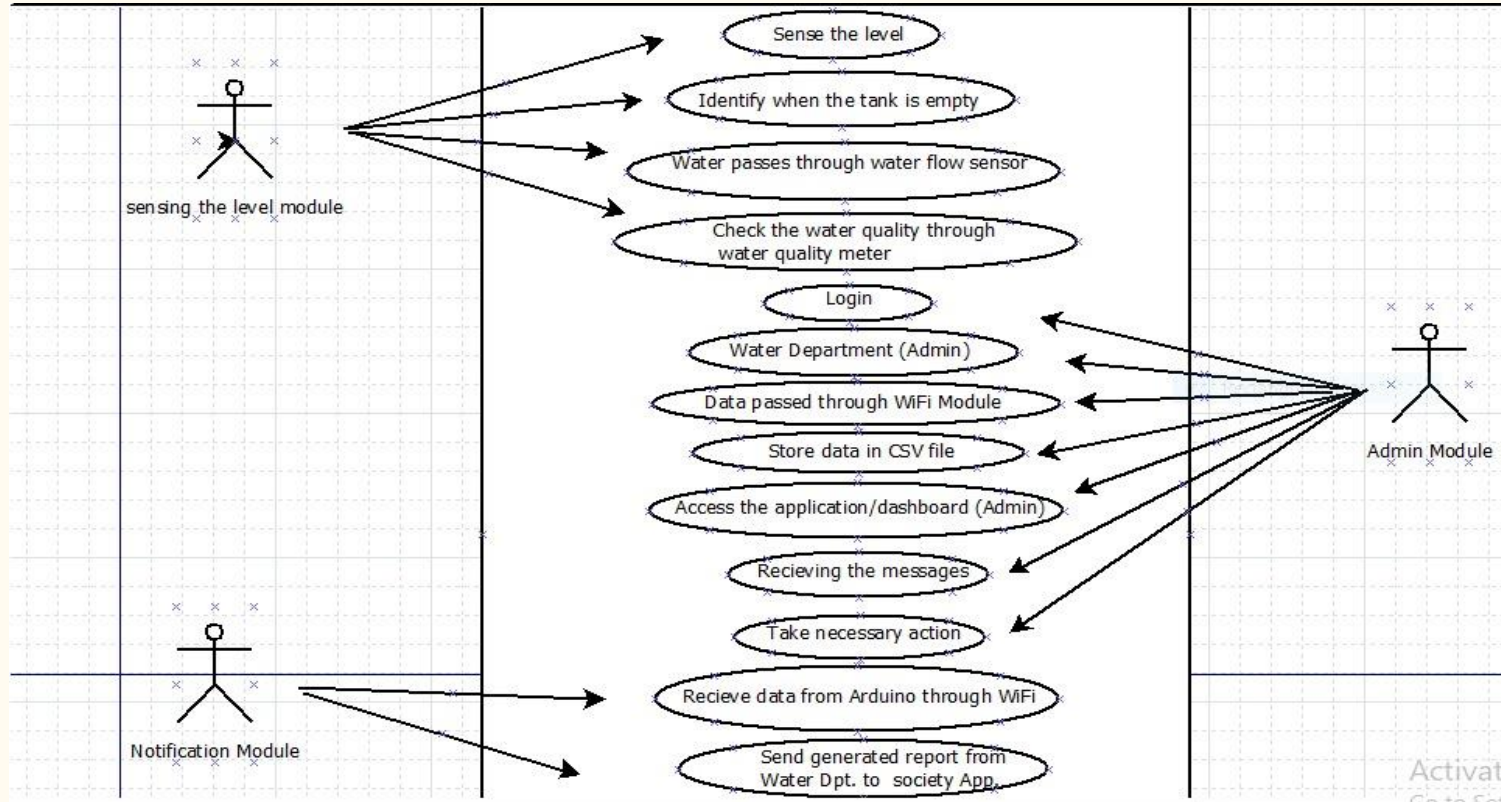 Sense the level
Identify when the tank is empty
Water passes through water flow sensor
sensing the level module
Check the water quality through
water quality meter
Login
Water Department (Admin)
Data passed through WiFi Module
Store data in CSV file
Admin Module
Access the application/dashboard (Admin)
Recieving the messages
Take necessary action
Recieve data from Arduino through WiFi
Notification Module
Send generated report from
Water Dpt. to society App.
Activat